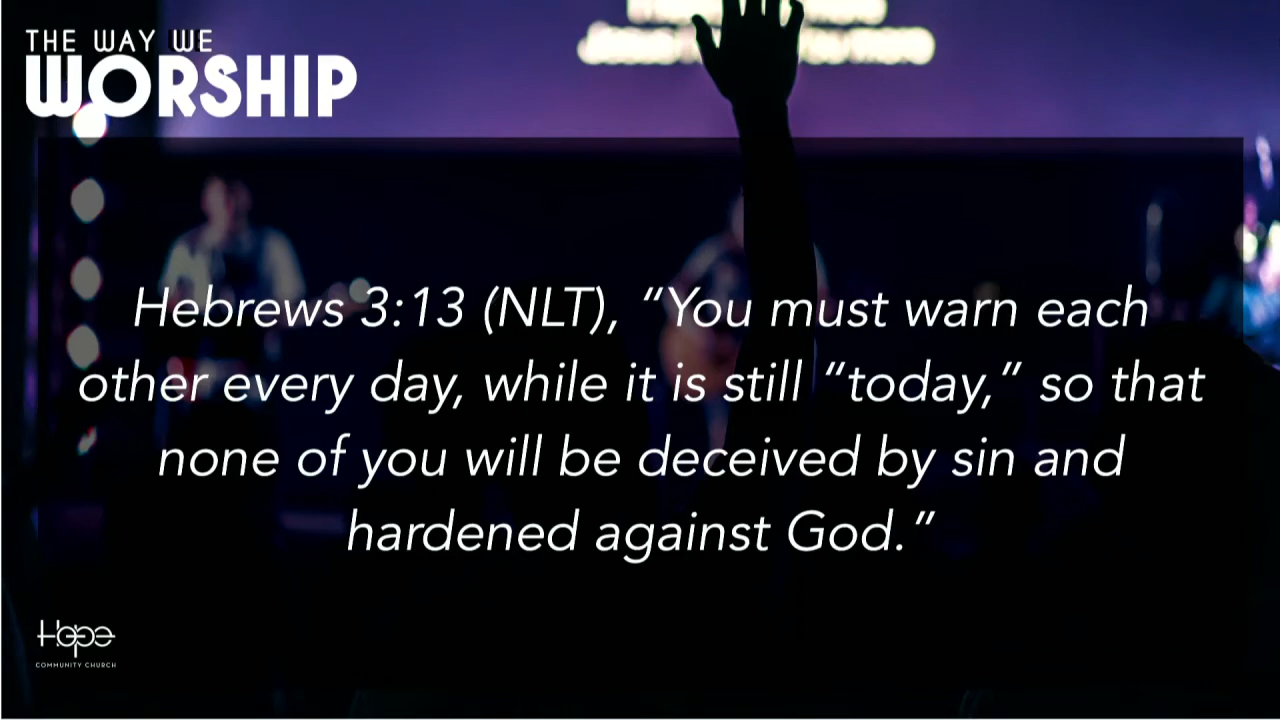 THE WAY WE
WORSHIP
Hebrews 3:13 (NLT), “You must warn each
other every day, while it is still “today,” so that
none of you will be deceived by sin and
hardened against God.”
Hope
COMMUNITY CHURCH